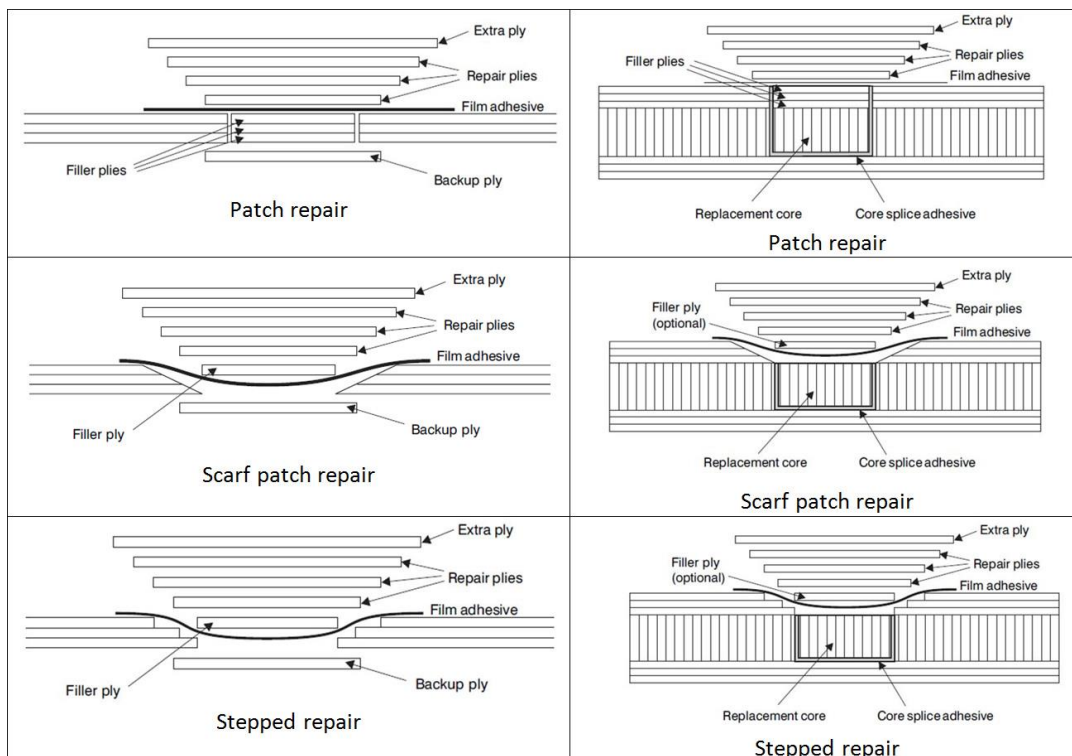 Extra ply
Repair plies
Film adhesive
Filler plies
Backup ply
Patch repair
Extra ply
Filler plies
Repair plies
Film adhesive
Replacement core
Core splice adhesive
Patch repair
Extra ply
Repair plies
Film adhesive
Filler ply
Backup ply
Scarf patch repair
Extra ply
Filler ply
(optional)
Repair plies
Film adhesive
Replacement core
Core splice adhesive
Scarf patch repair
Extra ply
Repair plies
Film adhesive
Filler ply
Backup ply
Stepped repair
Extra ply
Filler ply
(optional)
Repair plies
Film adhesive
Replacement core
Core splice adhesive
Stepped repair